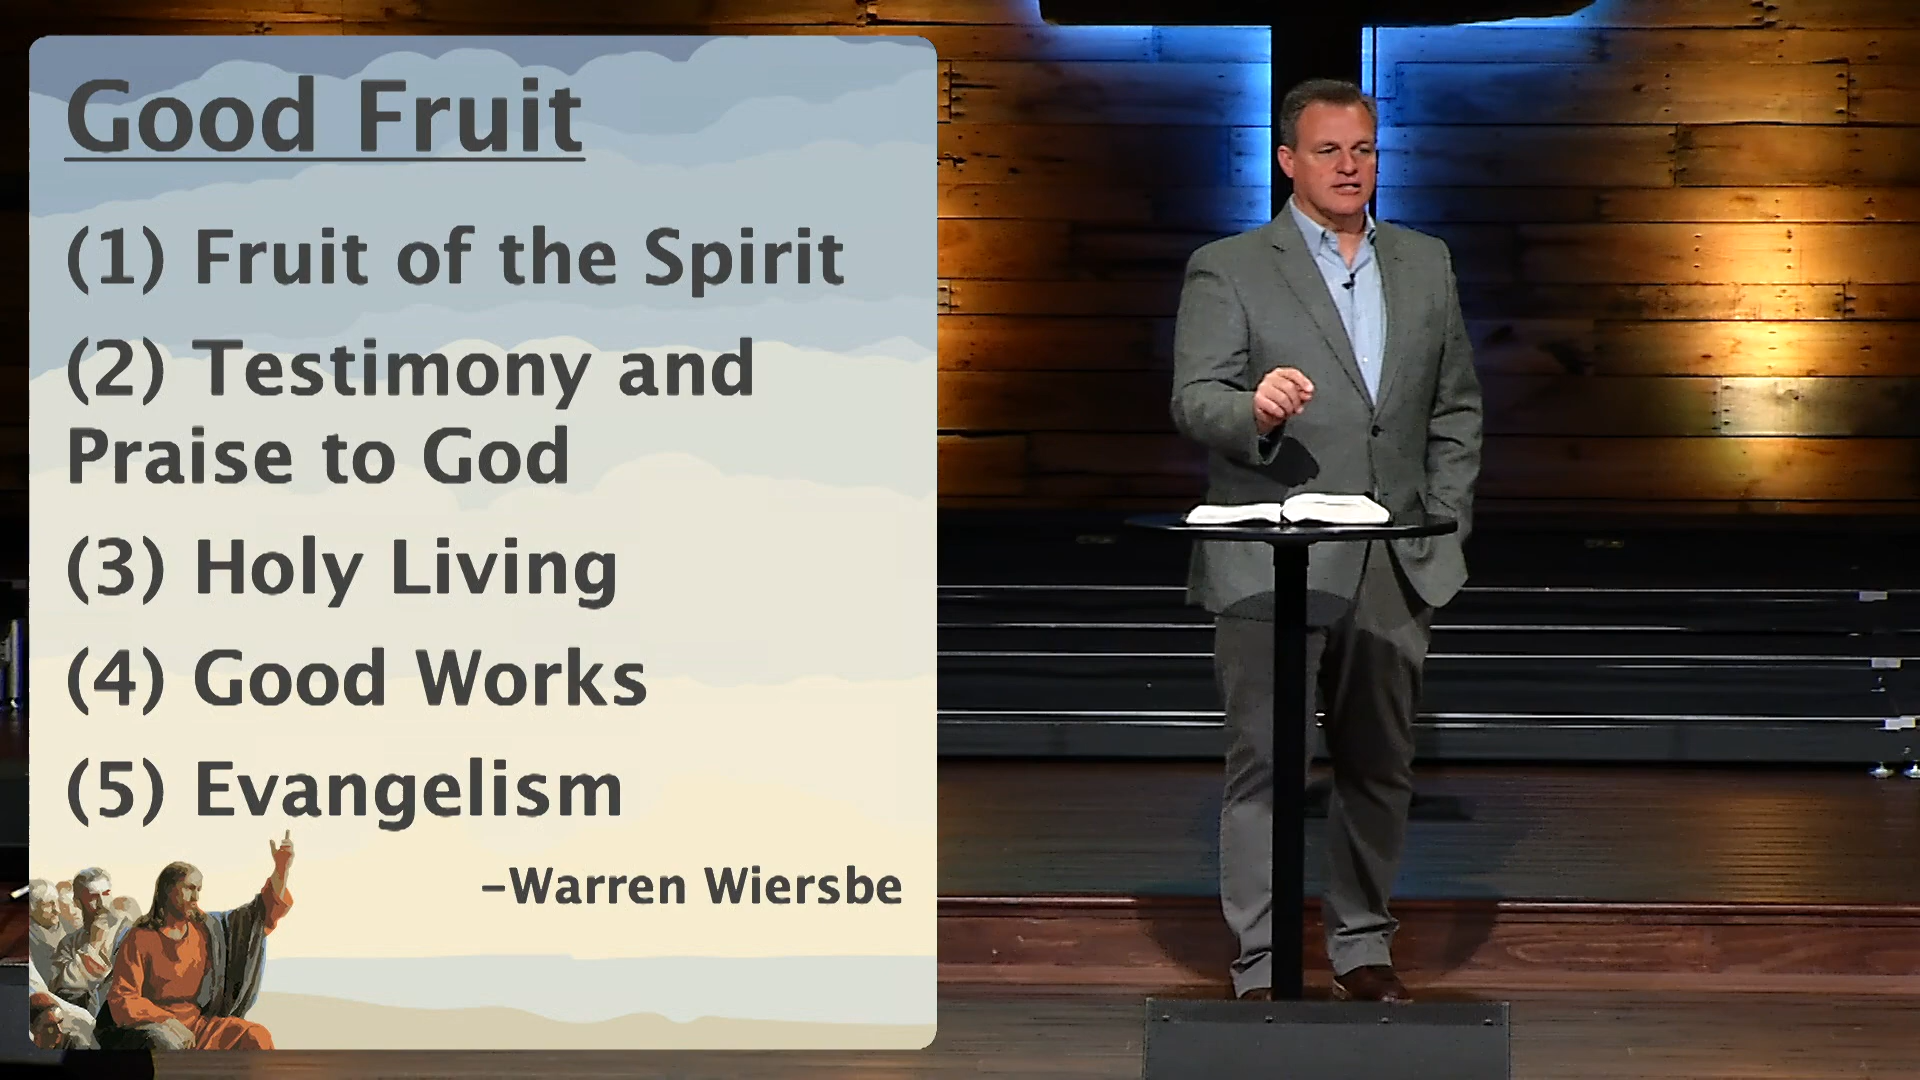 Good Fruit
(1) Fruit of the Spirit
(2) Testimony and
Praise to God
(3) Holy Living
(4) Good Works
(5) Evangelism
–Warren Wiersbe